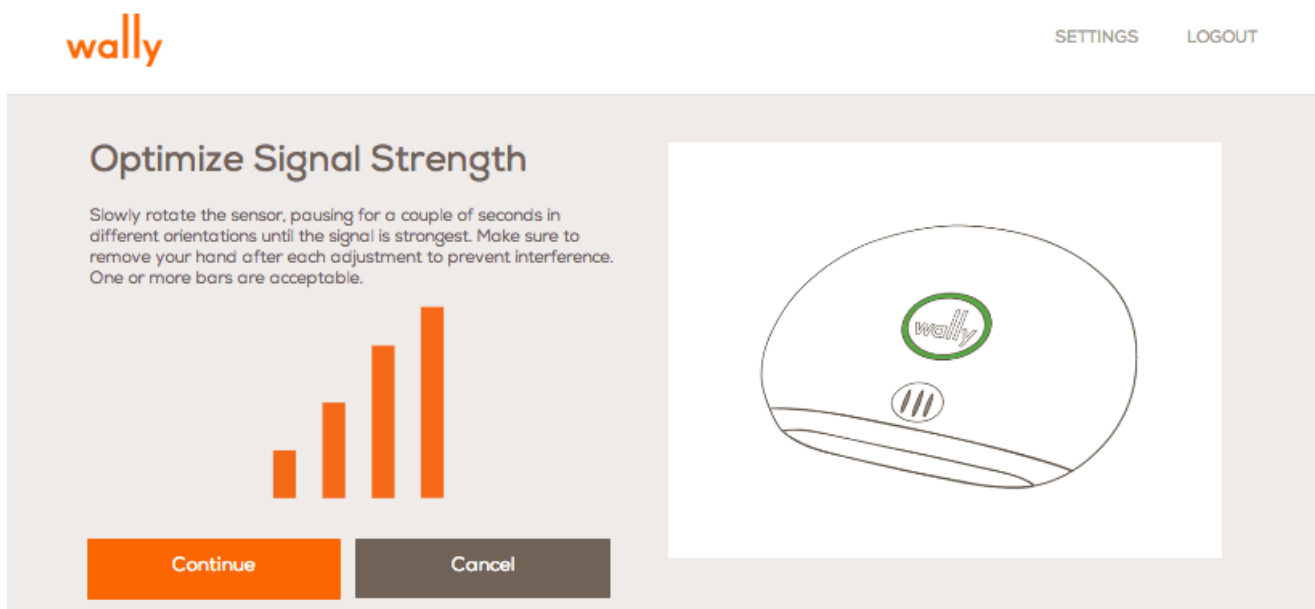 wally
SETTINGS
LOGOUT
Optimize Signal Strength
Slowly rotate the sensor, pausing for a couple of seconds in
different orientations until the signal is strongest. Make sure to
remove your hand after each adjustment to prevent interference.
One or more bars are acceptable.
Continue
Cancel
wally